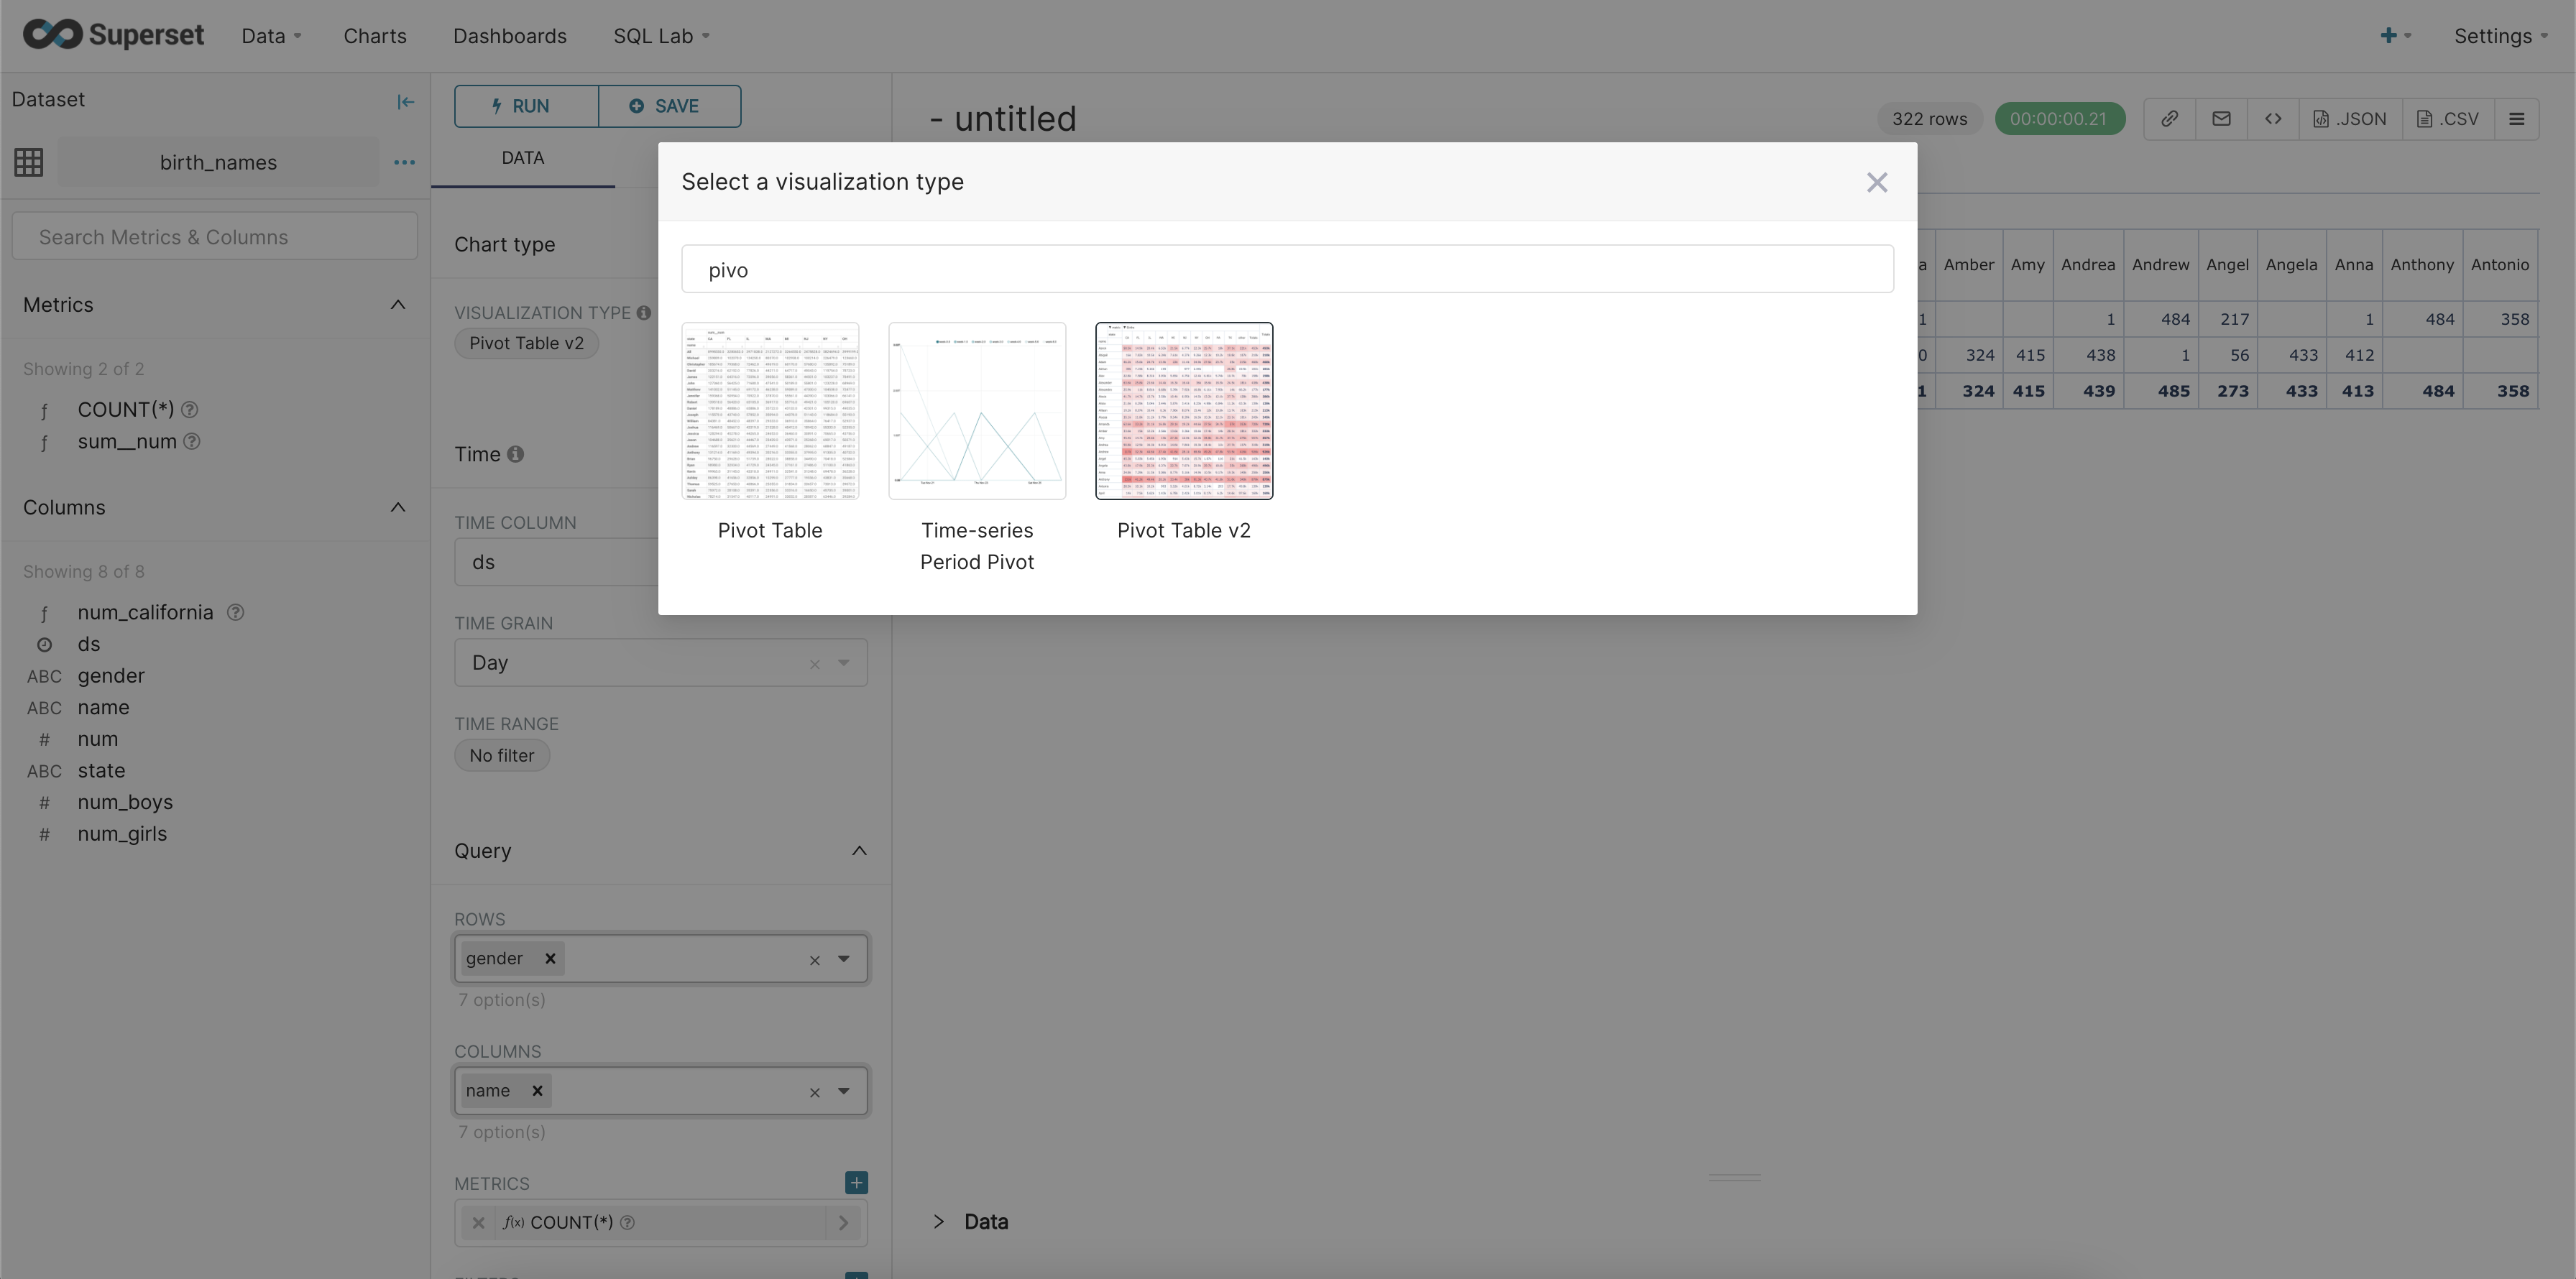 Superset Data Charts Dashboards SQL Lab Settings
Dataset
birth_names
Search Metrics & Columns
Metrics
Showing 2 of 2
ƒ COUNT(*)
ƒ sum__num
Columns
Showing 8 of 8
ƒ num_california
ds
ABC gender
ABC name
# num
ABC state
# num_boys
# num_girls
RUN SAVE
DATA
Chart type
VISUALIZATION TYPE
Pivot Table v2
Time
TIME COLUMN
ds
TIME GRAIN
Day
TIME RANGE
No filter
Query
ROWS
gender
7 option(s)
COLUMNS
name
7 option(s)
METRICS
ƒ(x) COUNT(*)
- untitled
322 rows 00:00:00.21 .JSON .CSV
Select a visualization type
pivo
Pivot Table
Time-series
Period Pivot
Pivot Table v2
a Amber Amy Andrea Andrew Angel Angela Anna Anthony Antonio
1 1 484 217 1 484 358
0 324 415 438 1 56 433 412
1 324 415 439 485 273 433 413 484 358
Data